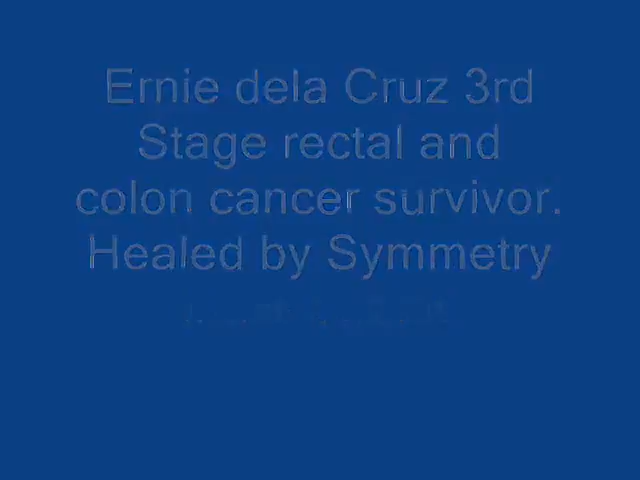 Ernie dela Cruz 3rd
Stage rectal and
colon cancer survivor.
Healed by Symmetry